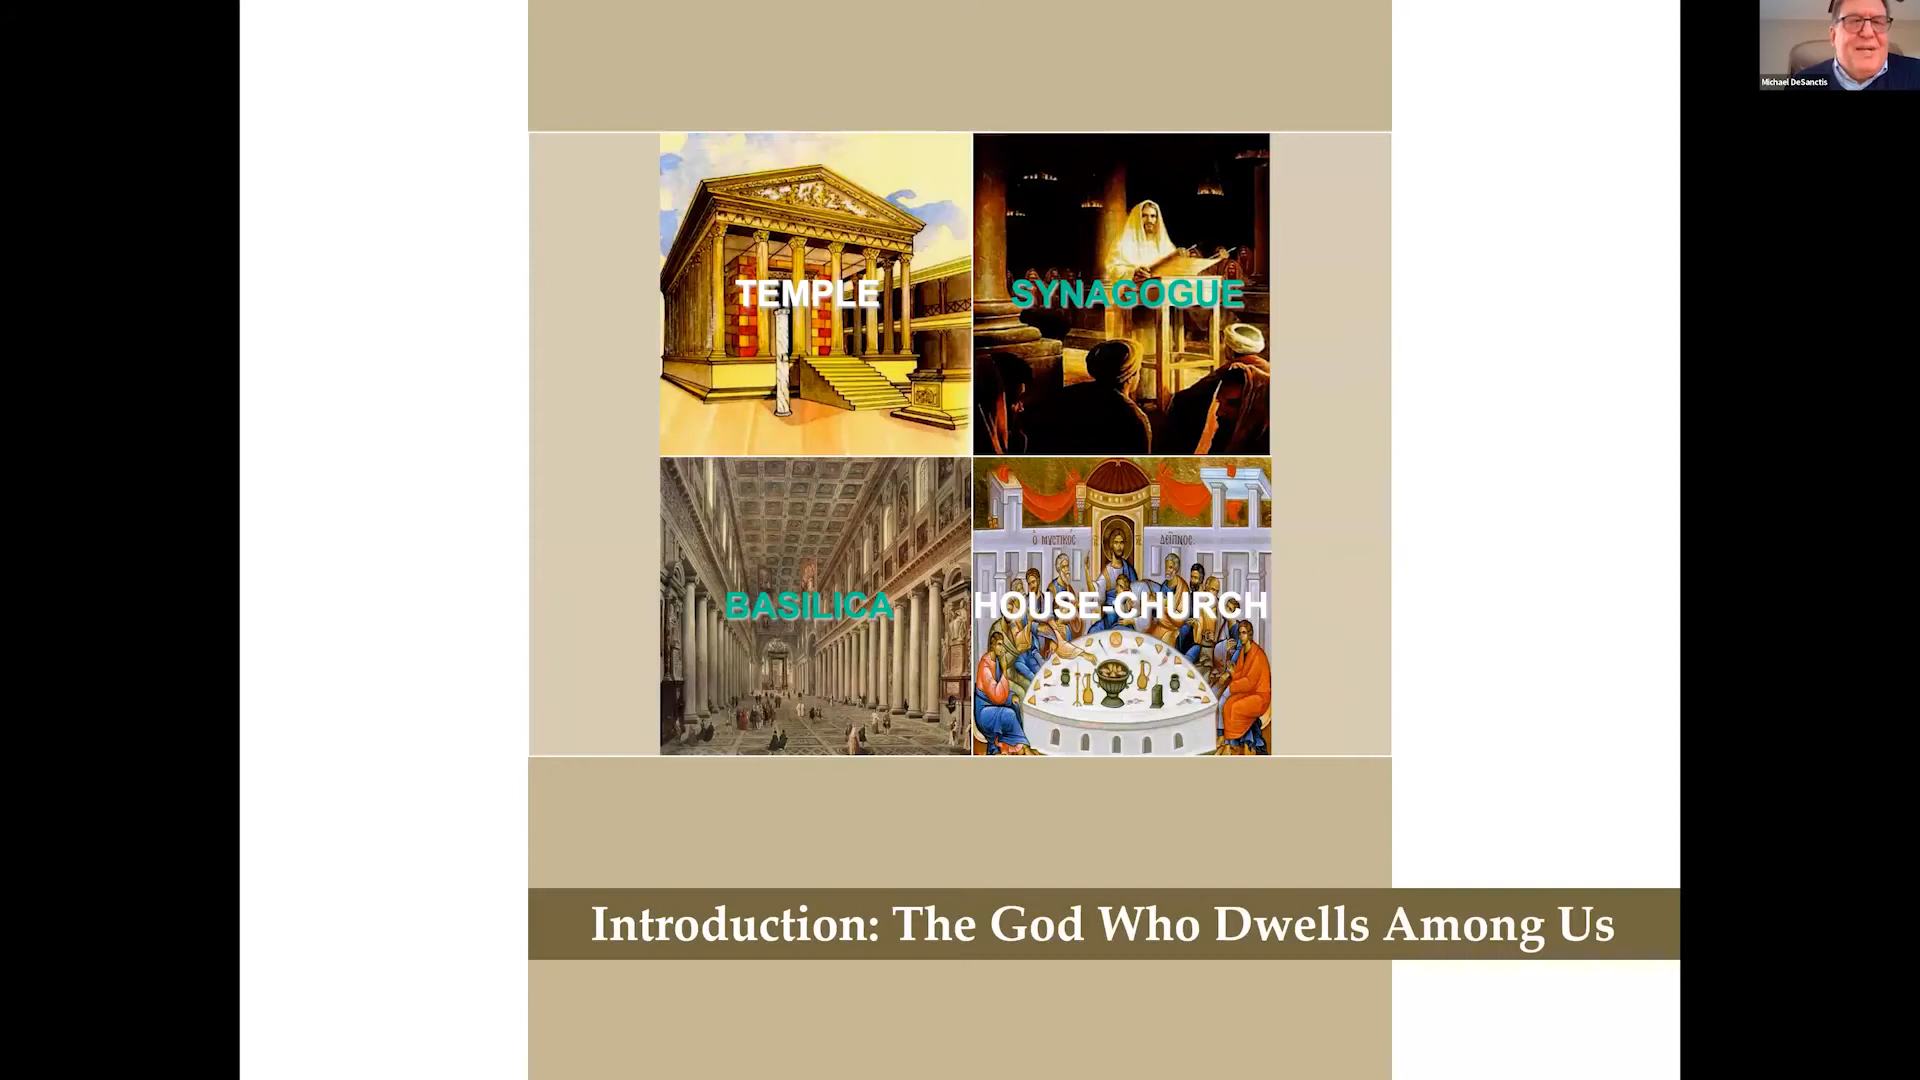 Michael DeSanctis
TEMPLE
SYNAGOGUE
Ὁ ΜΥΣΤΙΚΟΣ ΔΕΙΠΝΟΣ.
BASILICA
HOUSE-CHURCH
Introduction: The God Who Dwells Among Us